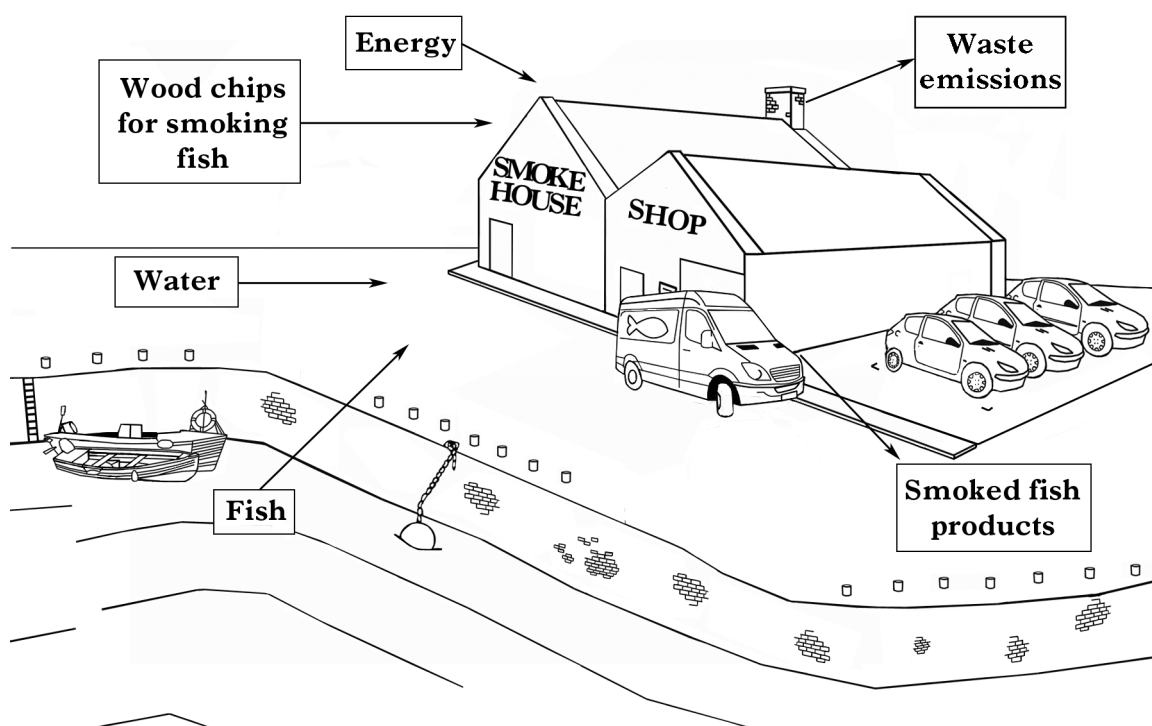 Energy
Waste
emissions
Wood chips
for smoking
fish
SMOKE
HOUSE
SHOP
Water
Fish
Smoked fish
products